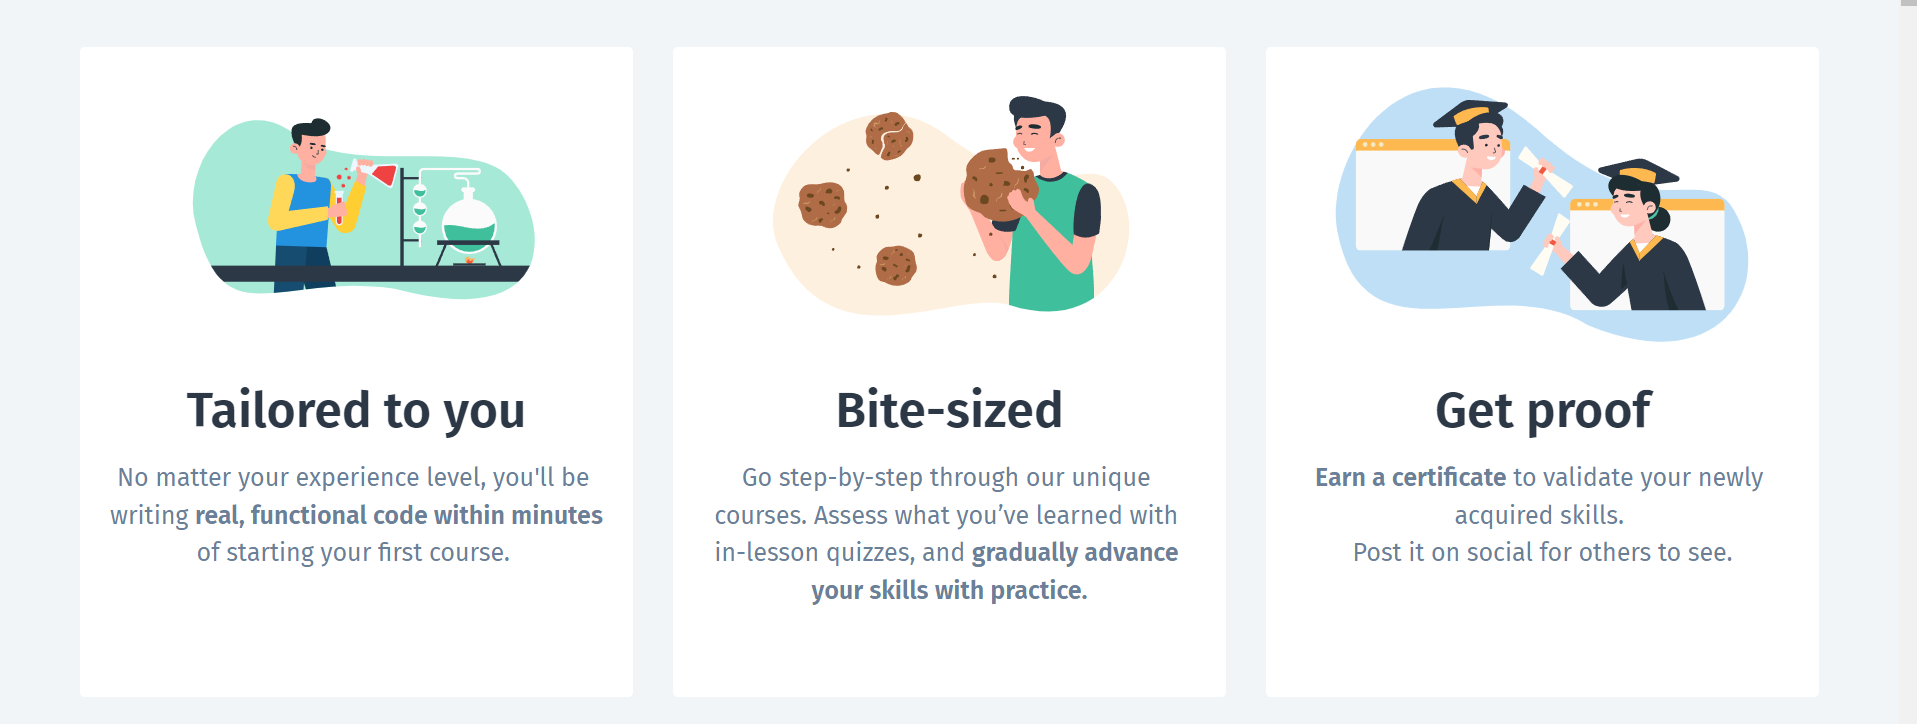 Tailored to you
No matter your experience level, you'll be
writing real, functional code within minutes
of starting your first course.
Bite-sized
Go step-by-step through our unique
courses. Assess what you’ve learned with
in-lesson quizzes, and gradually advance
your skills with practice.
Get proof
Earn a certificate to validate your newly
acquired skills.
Post it on social for others to see.